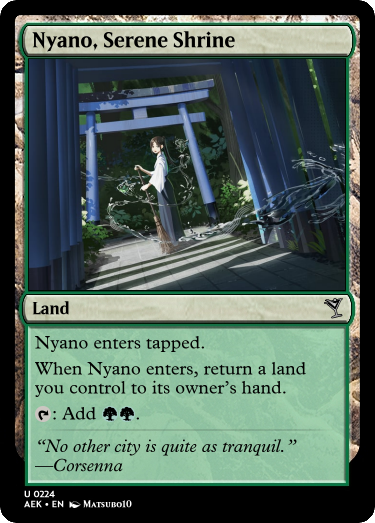 Nyano, Serene Shrine
Land
Nyano enters tapped.
When Nyano enters, return a land
you control to its owner's hand.
: Add .
"No other city is quite as tranquil."
—Corsenna
U 0224
AEK • EN Matsubo10